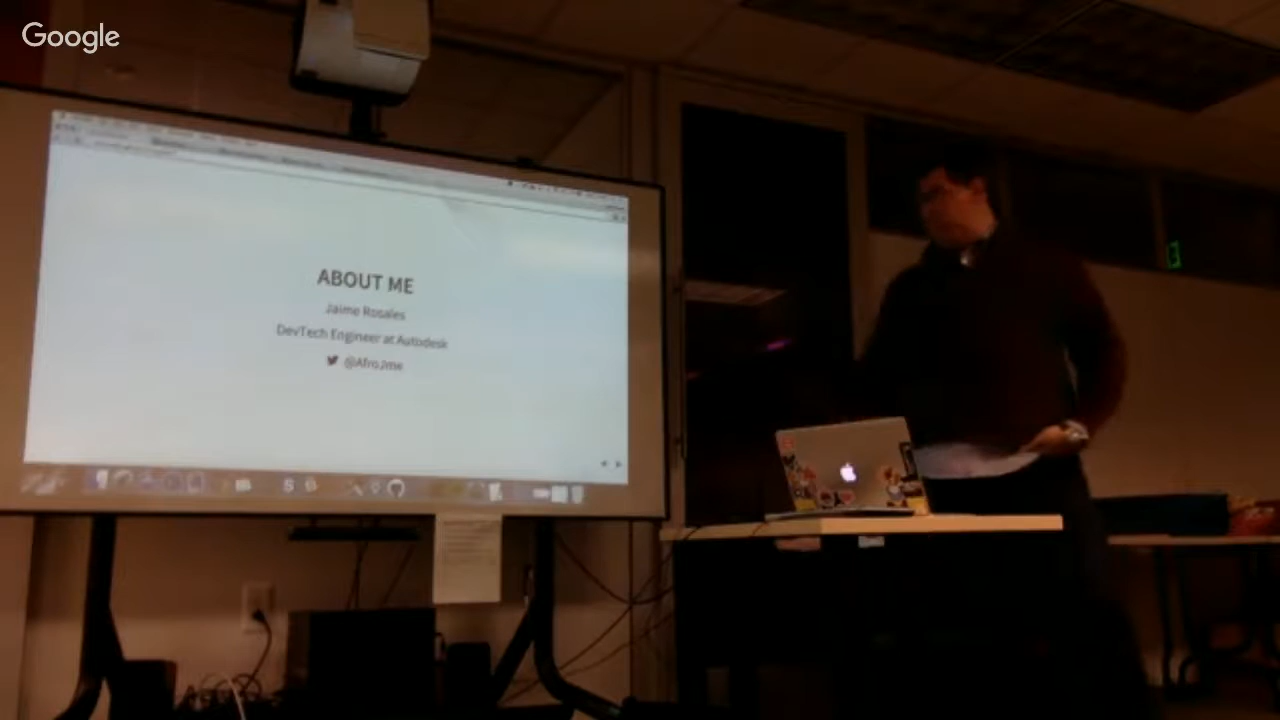 Google
ABOUT ME
Jaime Rosales
DevTech Engineer at Autodesk
@AfroJme